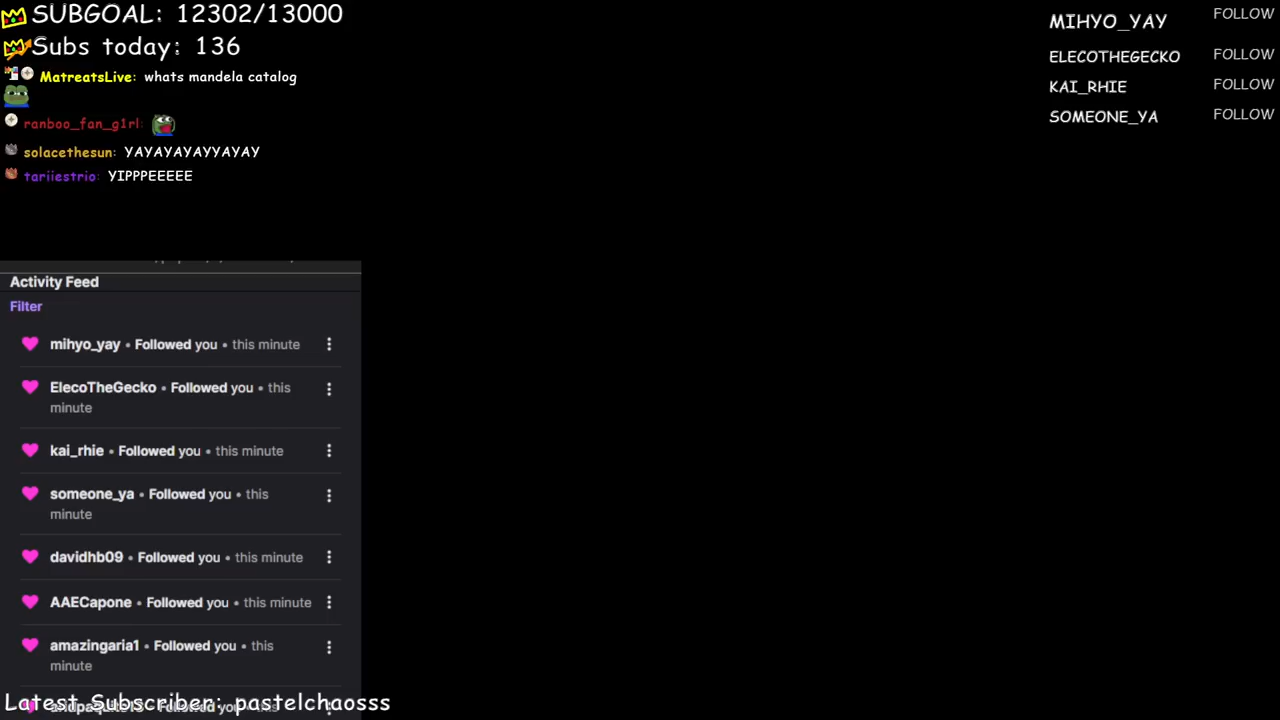 SUBGOAL: 12302/13000
Subs today: 136
MatreatsLive: whats mandela catalog
ranboo_fan_g1rl:
solacethesun: YAYAYAYAYYAYAY
tariiestrio: YIPPPEEEEE
MIHYO_YAY FOLLOW
ELECOTHEGECKO FOLLOW
KAI_RHIE FOLLOW
SOMEONE_YA FOLLOW
Activity Feed
Filter
mihyo_yay • Followed you • this minute
ElecoTheGecko • Followed you • this
minute
kai_rhie • Followed you • this minute
someone_ya • Followed you • this
minute
davidhb09 • Followed you • this minute
AAECapone • Followed you • this minute
amazingaria1 • Followed you • this
minute
Latest Subscriber: pastelchaosss